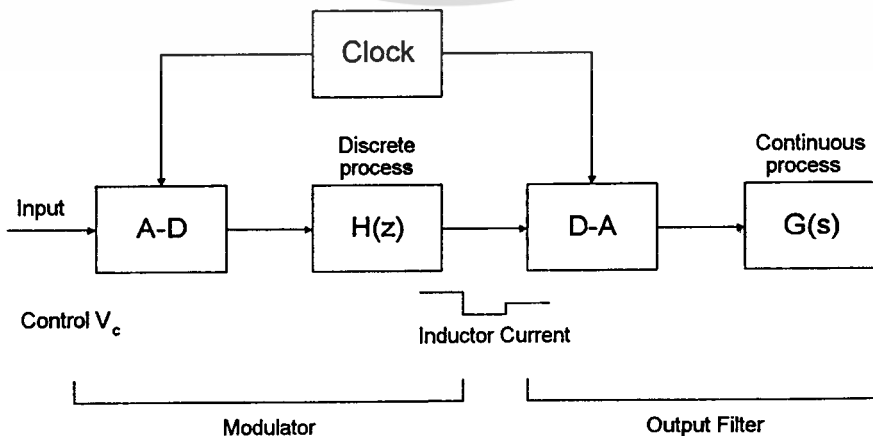 Clock
Discrete
process
Continuous
process
Input
A-D
H(z)
D-A
G(s)
Control Vc
Inductor Current
Modulator
Output Filter